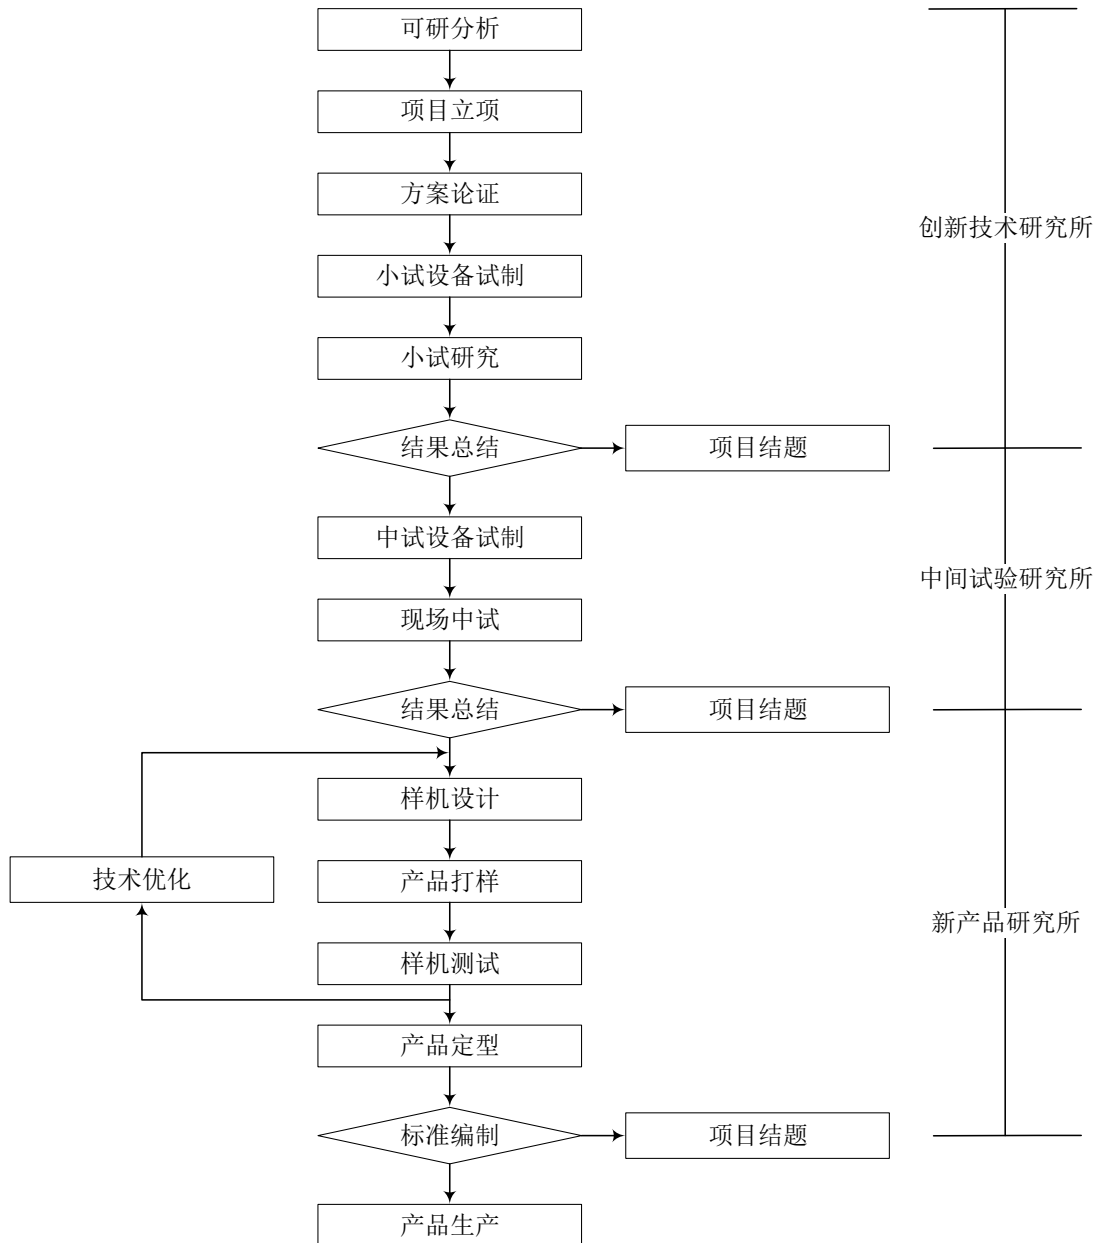 可研分析
项目立项
方案论证
创新技术研究所
小试设备试制
小试研究
结果总结
项目结题
中试设备试制
中间试验研究所
现场中试
结果总结
项目结题
样机设计
技术优化
产品打样
新产品研究所
样机测试
产品定型
标准编制
项目结题
产品生产